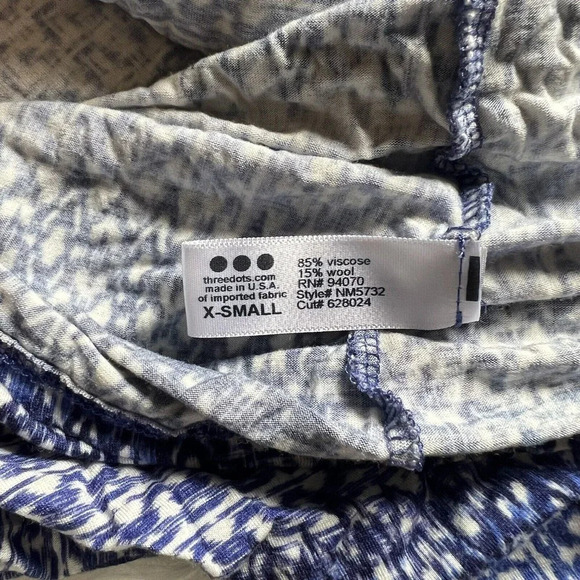 threedots.com
made in U.S.A.
of imported fabric
X-SMALL
85% viscose
15% wool
RN# 94070
Style# NM5732
Cut# 628024